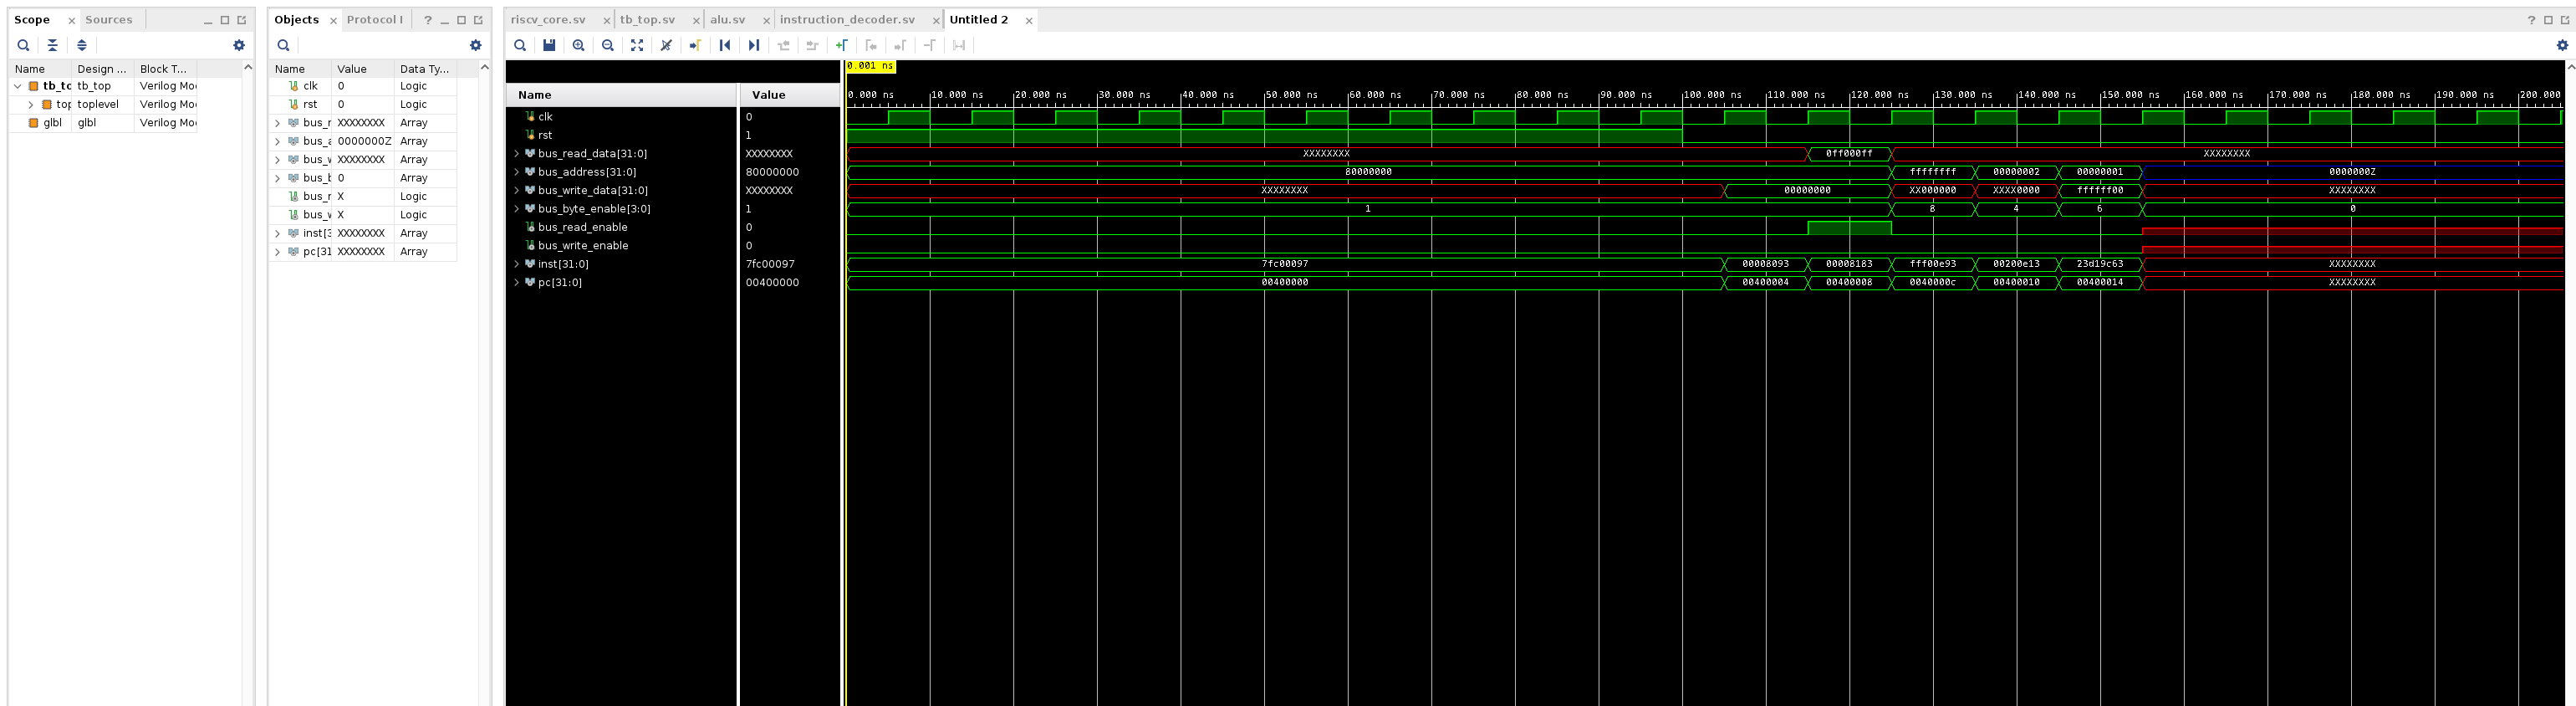 Scope × Sources
Name Design ... Block T...
tb_tc tb_top Verilog Mod
top toplevel Verilog Mod
glbl glbl Verilog Mod
Objects × Protocol I ?
Name Value Data Ty...
clk 0 Logic
rst 0 Logic
bus_r XXXXXXXX Array
bus_a 0000000Z Array
bus_w XXXXXXXX Array
bus_b 0 Array
bus_r X Logic
bus_w X Logic
inst[3 XXXXXXXX Array
pc[31 XXXXXXXX Array
riscv_core.sv × tb_top.sv × alu.sv × instruction_decoder.sv × Untitled 2 × ?
0.001 ns
Name Value 0.000 ns 10.000 ns 20.000 ns 30.000 ns 40.000 ns 50.000 ns 60.000 ns 70.000 ns 80.000 ns 90.000 ns 100.000 ns 110.000 ns 120.000 ns 130.000 ns 140.000 ns 150.000 ns 160.000 ns 170.000 ns 180.000 ns 190.000 ns 200.000
clk 0
rst 1
bus_read_data[31:0] XXXXXXXX XXXXXXXX 0ff000ff XXXXXXXX
bus_address[31:0] 80000000 80000000 ffffffff 00000002 00000001 0000000Z
bus_write_data[31:0] XXXXXXXX XXXXXXXX 00000000 XX000000 XXXX0000 ffffff00 XXXXXXXX
bus_byte_enable[3:0] 1 1 8 4 6 0
bus_read_enable 0
bus_write_enable 0
inst[31:0] 7fc00097 7fc00097 00008093 00008183 fff00e93 00200e13 23d19c63 XXXXXXXX
pc[31:0] 00400000 00400000 00400004 00400008 0040000c 00400010 00400014 XXXXXXXX